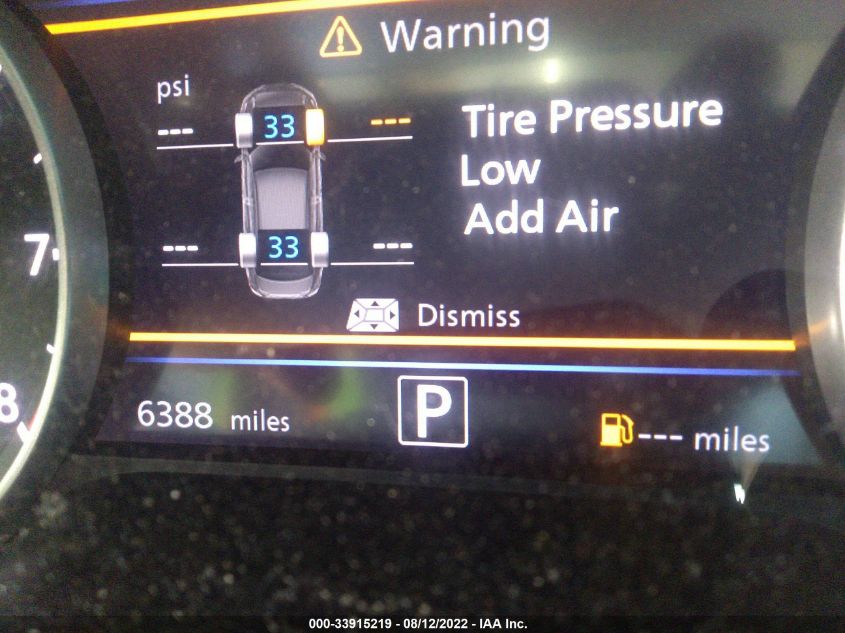 Warning
psi
--- 33 ---
Tire Pressure
Low
Add Air
--- 33 ---
Dismiss
7
8
6388 miles
P
--- miles
000-33915219 - 08/12/2022 - IAA Inc.